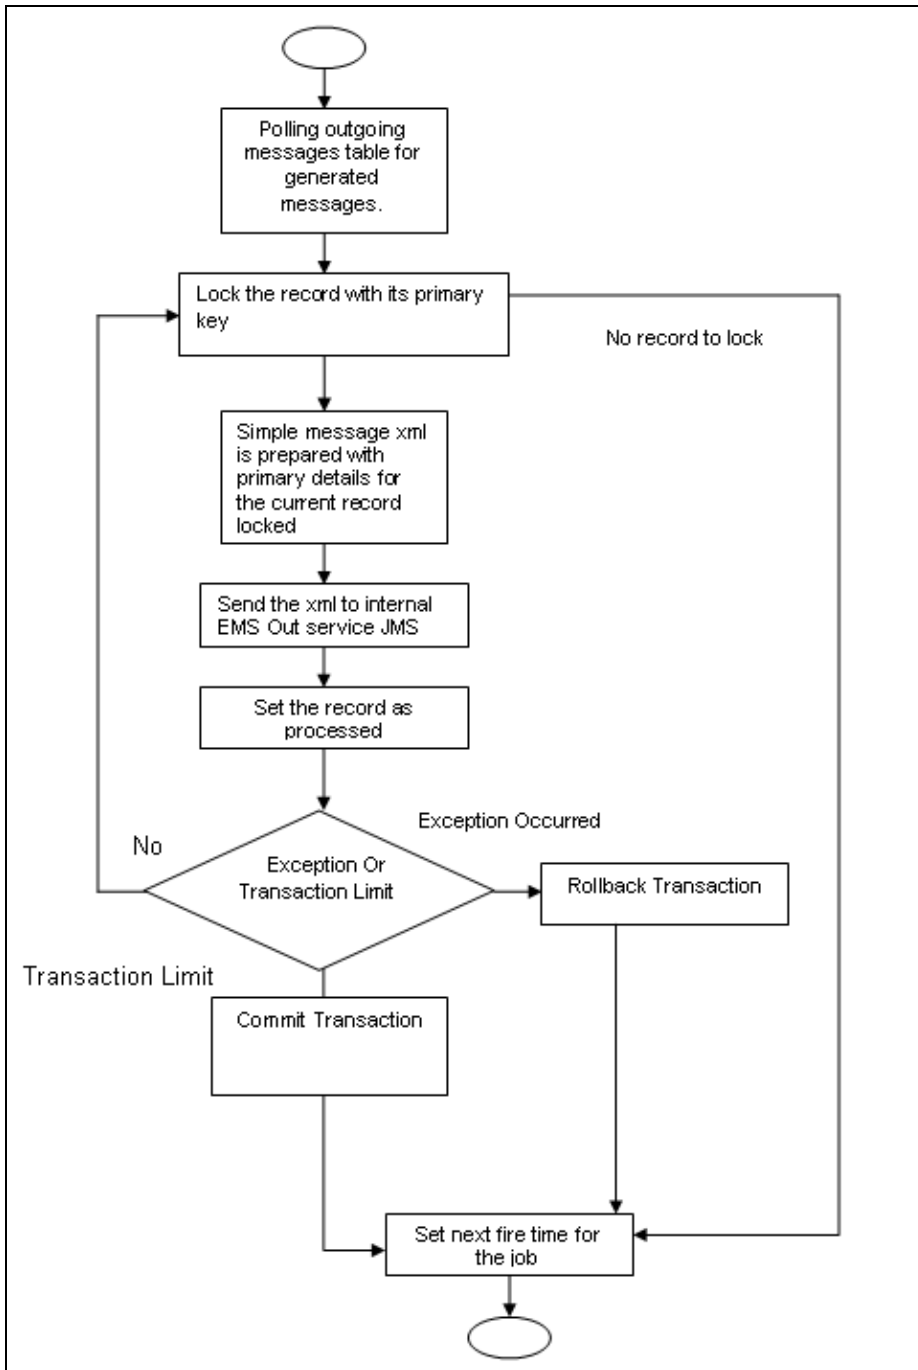 Polling outgoing
messages table for
generated
messages.
Lock the record with its primary
key
No record to lock
Simple message xml
is prepared with
primary details for
the current record
locked
Send the xml to internal
EMS Out service JMS
Set the record as
processed
Exception Occurred
No
Exception Or
Transaction Limit
Rollback Transaction
Transaction Limit
Commit Transaction
Set next fire time for
the job